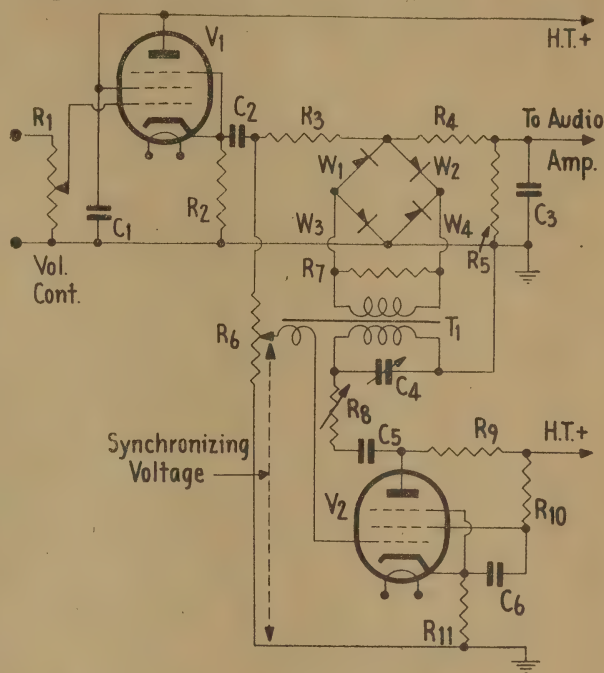 V1
H.T.+
R1
C2
R3
R4
To Audio
Amp.
W1
W2
R2
C1
W3
W4
C3
R5
Vol.
Cont.
R7
R6
T1
C4
R8
Synchronizing
Voltage
C5
R9
H.T.+
V2
R10
C6
R11